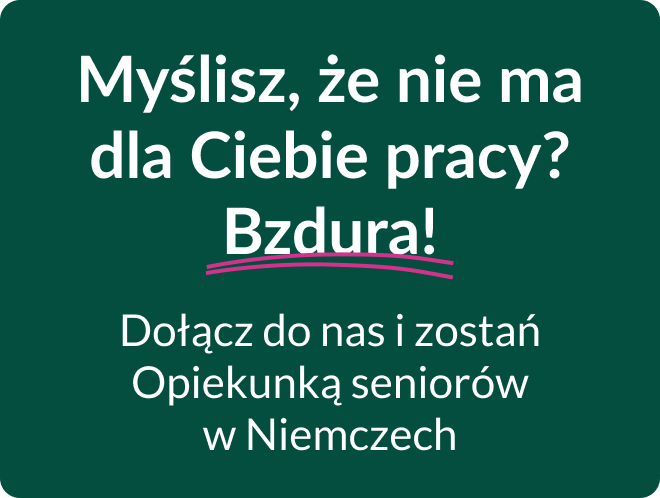 Myślisz, że nie ma
dla Ciebie pracy?
Bzdura!
Dołącz do nas i zostań
Opiekunką seniorów
w Niemczech